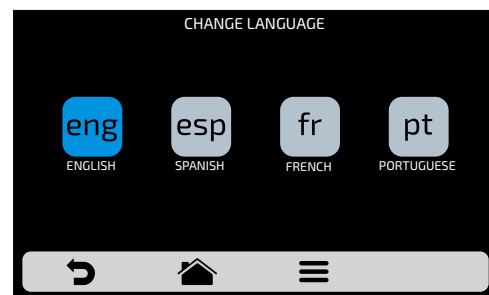 CHANGE LANGUAGE
eng esp fr pt
ENGLISH SPANISH FRENCH PORTUGUESE